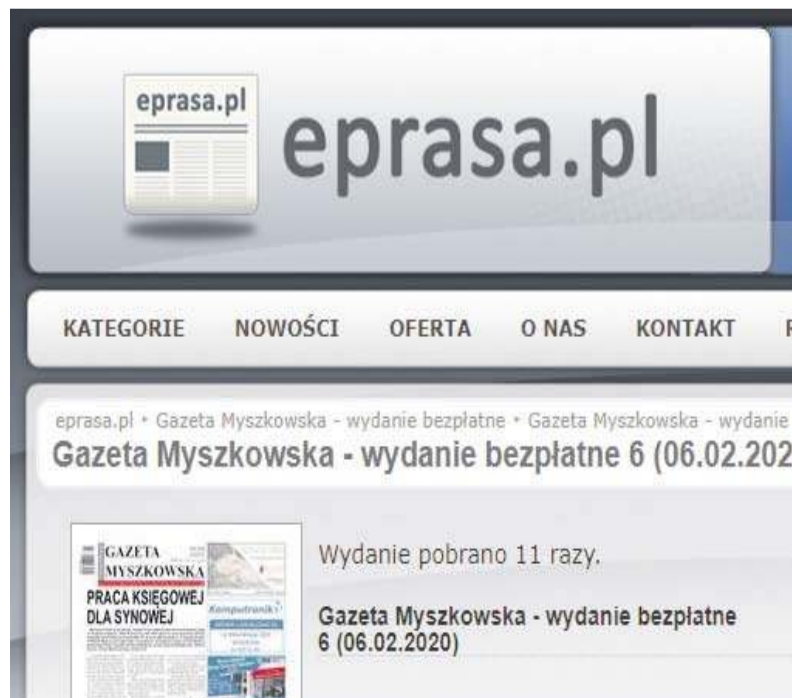 eprasa.pl
eprasa.pl
KATEGORIE NOWOŚCI OFERTA O NAS KONTAKT
eprasa.pl • Gazeta Myszkowska - wydanie bezpłatne • Gazeta Myszkowska - wydanie
Gazeta Myszkowska - wydanie bezpłatne 6 (06.02.202
GAZETA
MYSZKOWSKA
PRACA KSIĘGOWEJ
DLA SYNOWEJ
Komputronik
Wydanie pobrano 11 razy.
Gazeta Myszkowska - wydanie bezpłatne
6 (06.02.2020)